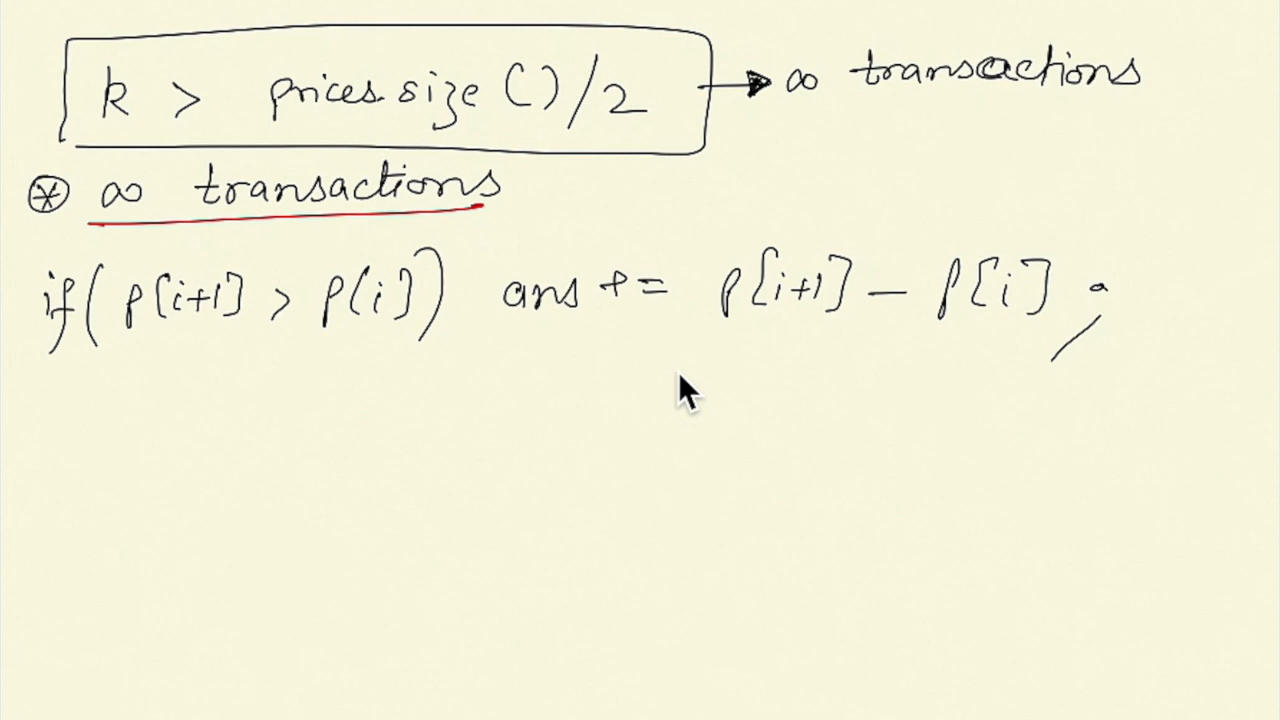 k > prices.size()/2 → ∞ transactions
⊛ ∞ transactions
if(p[i+1] > p[i]) ans += p[i+1] - p[i];